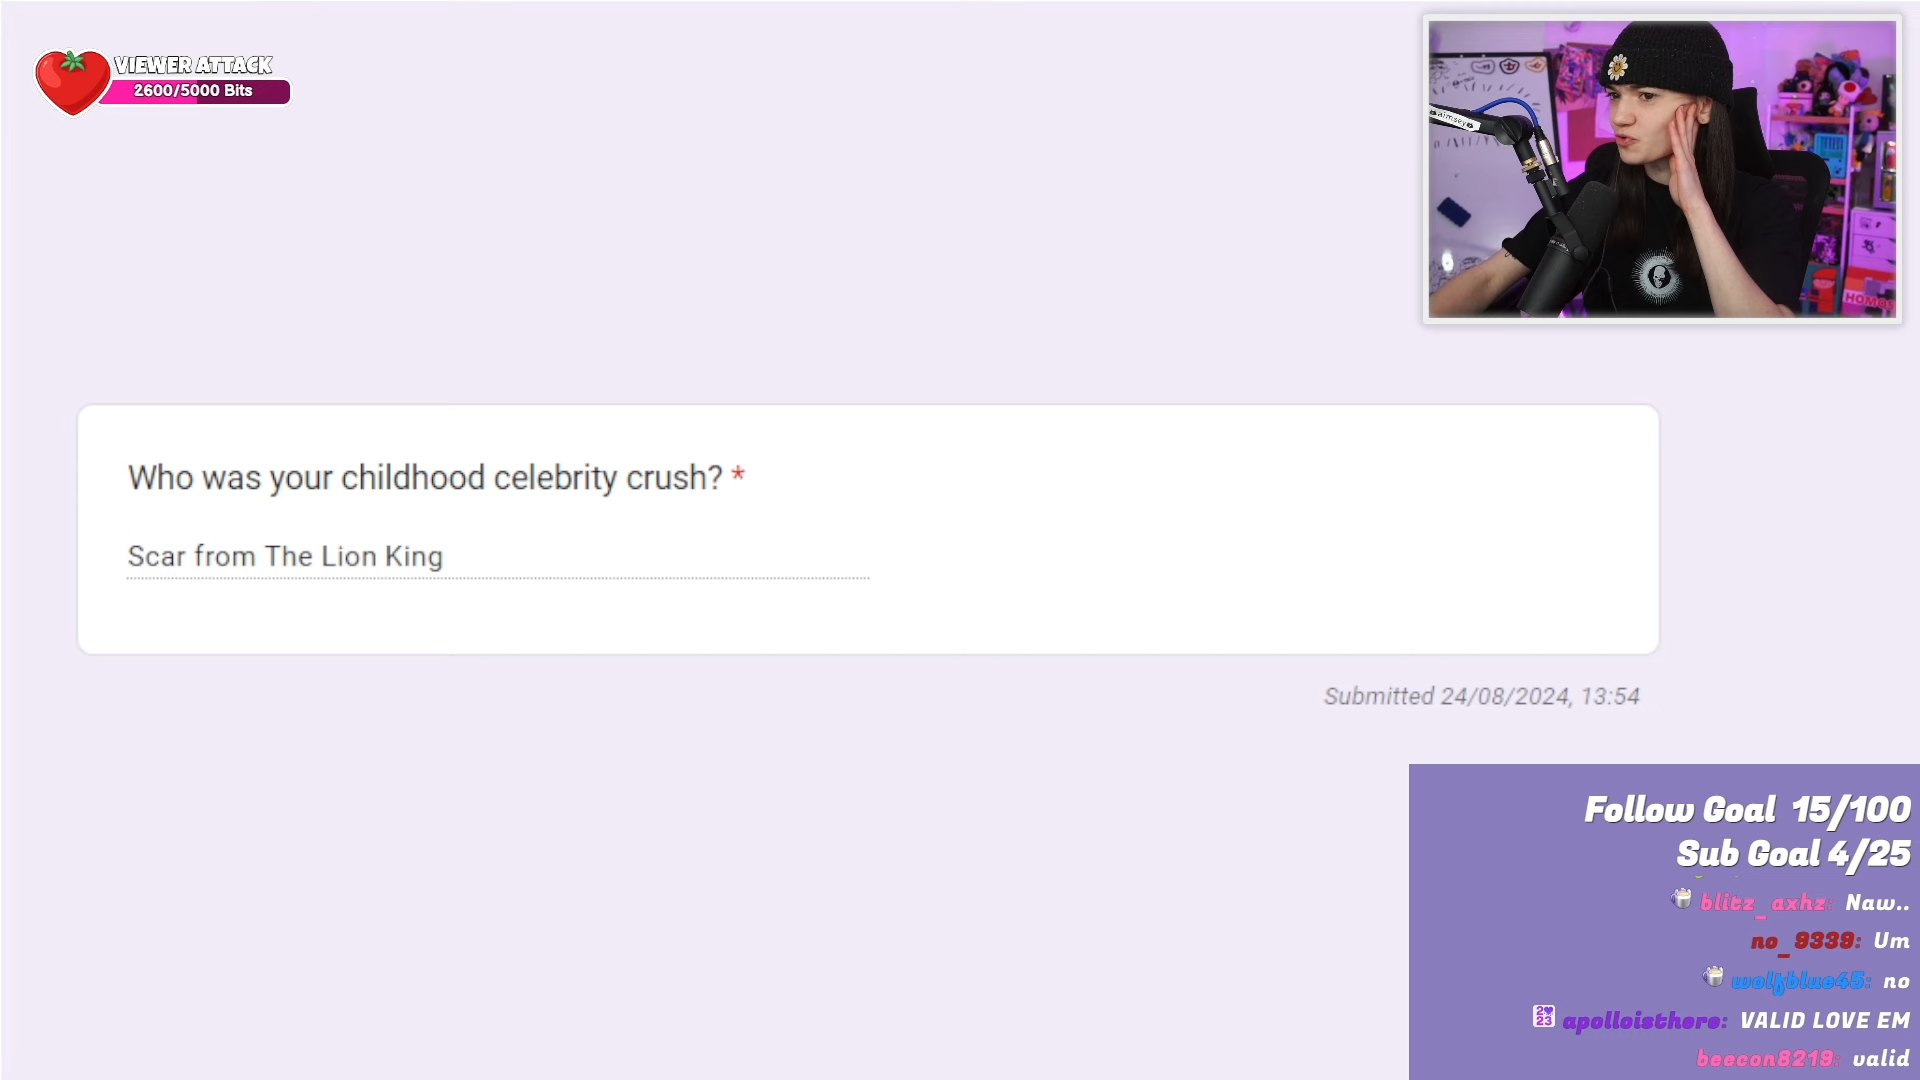 VIEWER ATTACK
2600/5000 Bits
aimsey
HOMOS
Who was your childhood celebrity crush? *
Scar from The Lion King
Submitted 24/08/2024, 13:54
Follow Goal 15/100
Sub Goal 4/25
blitz_axhz: Naw..
no_9339: Um
wolfblue45: no
apolloisthere: VALID LOVE EM
beecon8219: valid